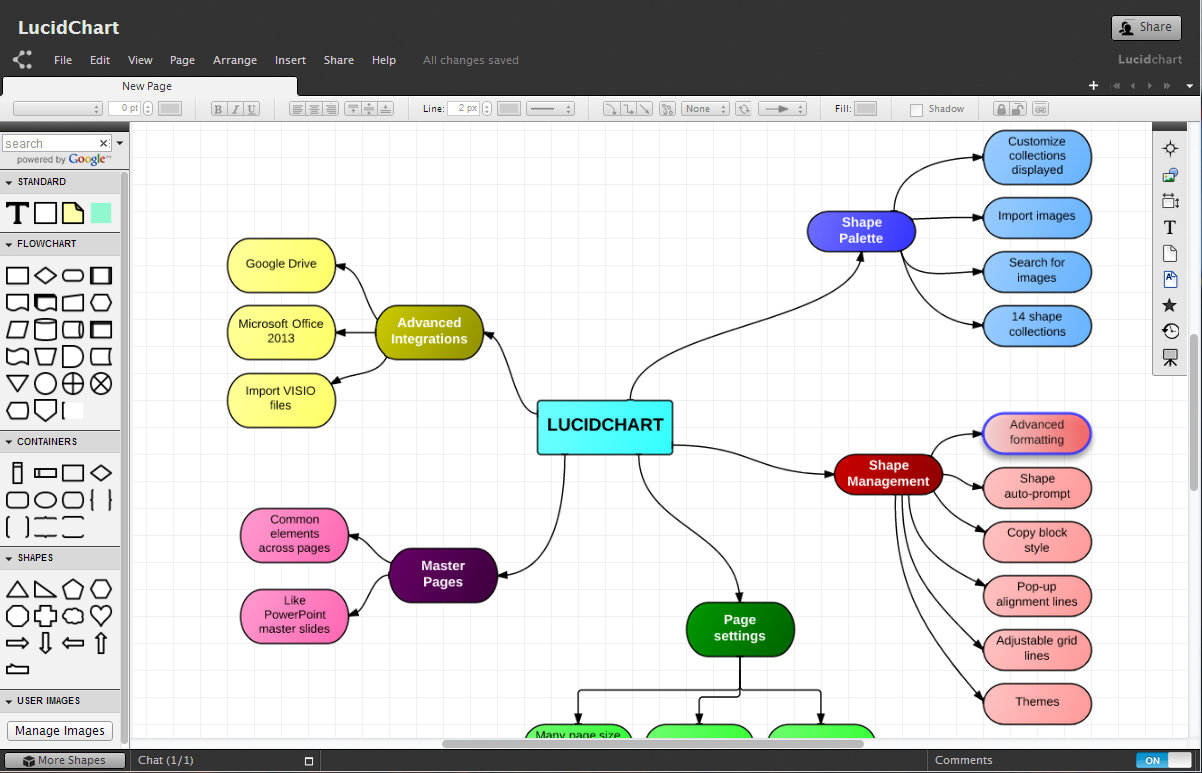 LucidChart
Share
File Edit View Page Arrange Insert Share Help All changes saved
Lucidchart
New Page
0 pt
B I U
Line: 2 px
None
Fill:
Shadow
search
powered by Google™
STANDARD
T
FLOWCHART
CONTAINERS
SHAPES
USER IMAGES
Manage Images
More Shapes
Chat (1/1)
Comments
ON
T
A
LUCIDCHART
Advanced
Integrations
Google Drive
Microsoft Office
2013
Import VISIO
files
Shape
Palette
Customize
collections
displayed
Import images
Search for
images
14 shape
collections
Shape
Management
Advanced
formatting
Shape
auto-prompt
Copy block
style
Pop-up
alignment lines
Adjustable grid
lines
Themes
Master
Pages
Common
elements
across pages
Like
PowerPoint
master slides
Page
settings
Many page size